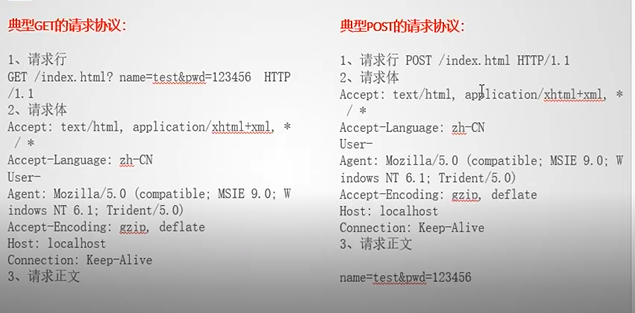 典型GET的请求协议：
1、请求行
GET /index.html? name=test&pwd=123456  HTTP
/1.1
2、请求体
Accept: text/html, application/xhtml+xml, *
/ *
Accept-Language: zh-CN
User-
Agent: Mozilla/5.0 (compatible; MSIE 9.0; W
indows NT 6.1; Trident/5.0)
Accept-Encoding: gzip, deflate
Host: localhost
Connection: Keep-Alive
3、请求正文
典型POST的请求协议：
1、请求行 POST /index.html HTTP/1.1
2、请求体
Accept: text/html, application/xhtml+xml, *
/ *
Accept-Language: zh-CN
User-
Agent: Mozilla/5.0 (compatible; MSIE 9.0; W
indows NT 6.1; Trident/5.0)
Accept-Encoding: gzip, deflate
Host: localhost
Connection: Keep-Alive
3、请求正文
name=test&pwd=123456